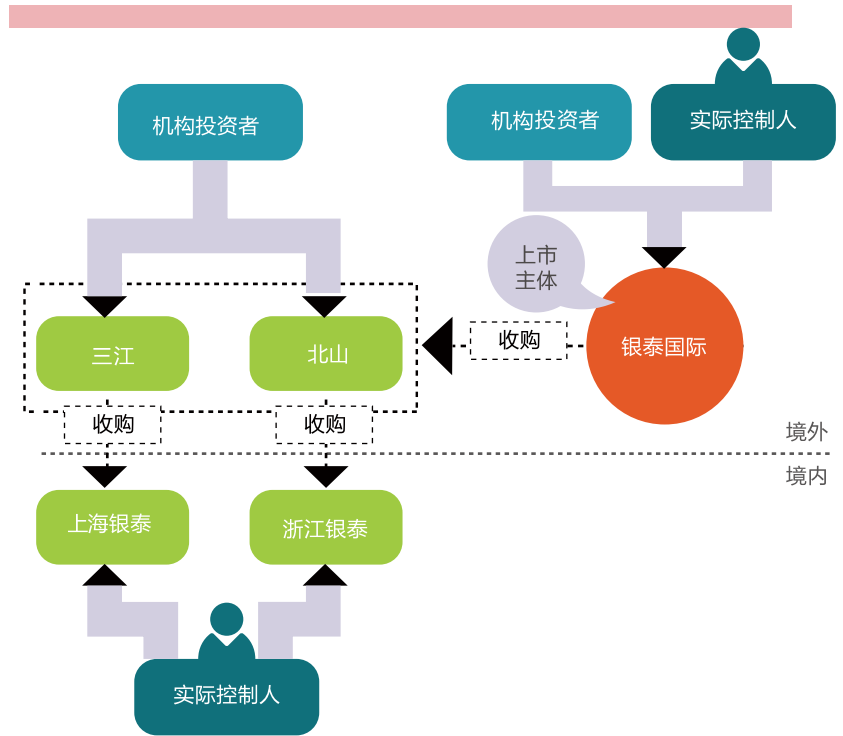 机构投资者
机构投资者
实际控制人
上市
主体
三江
北山
收购
银泰国际
收购
收购
境外
境内
上海银泰
浙江银泰
实际控制人